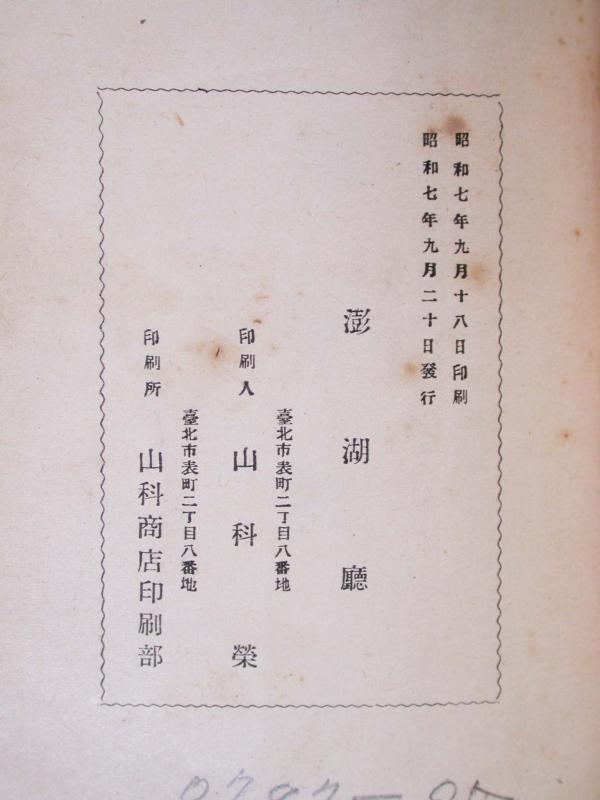 昭和七年九月十八日印刷
昭和七年九月二十日發行
澎湖廳
臺北市表町二丁目八番地
印刷人 山科榮
臺北市表町二丁目八番地
印刷所 山科商店印刷部